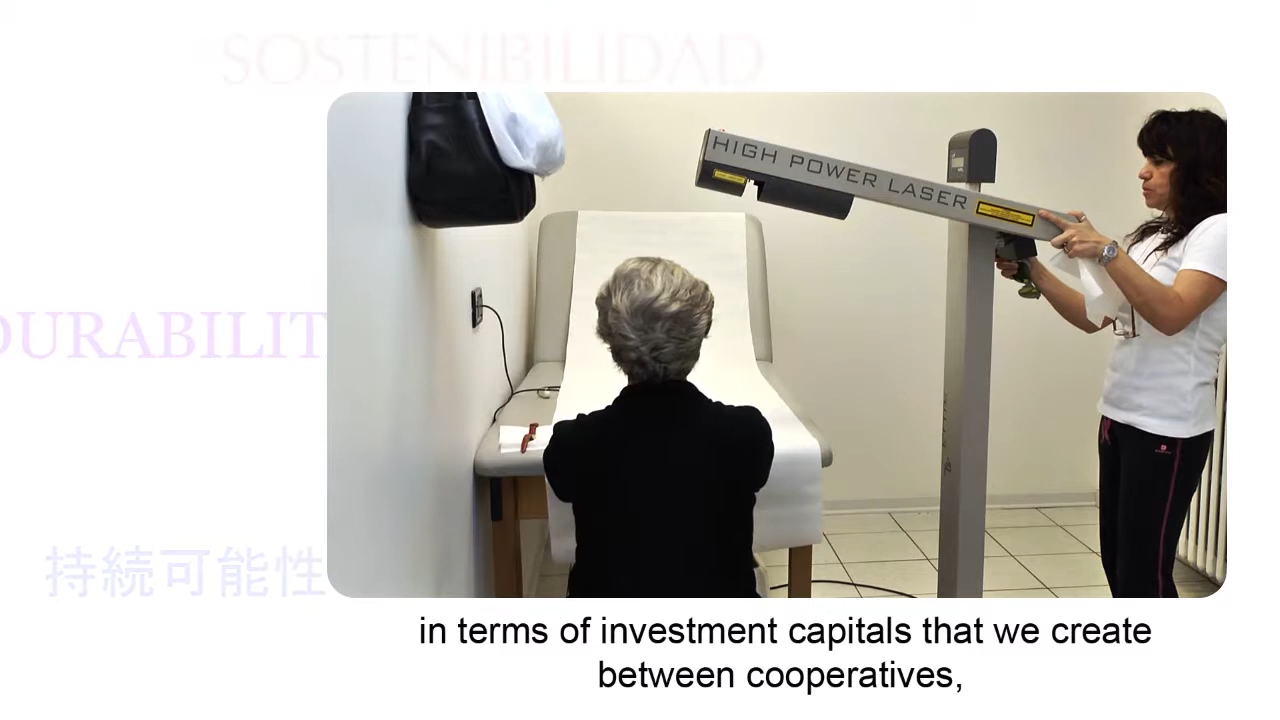 SOSTENIBILIDAD
HIGH POWER LASER
DURABILIT
持続可能性
in terms of investment capitals that we create
between cooperatives,